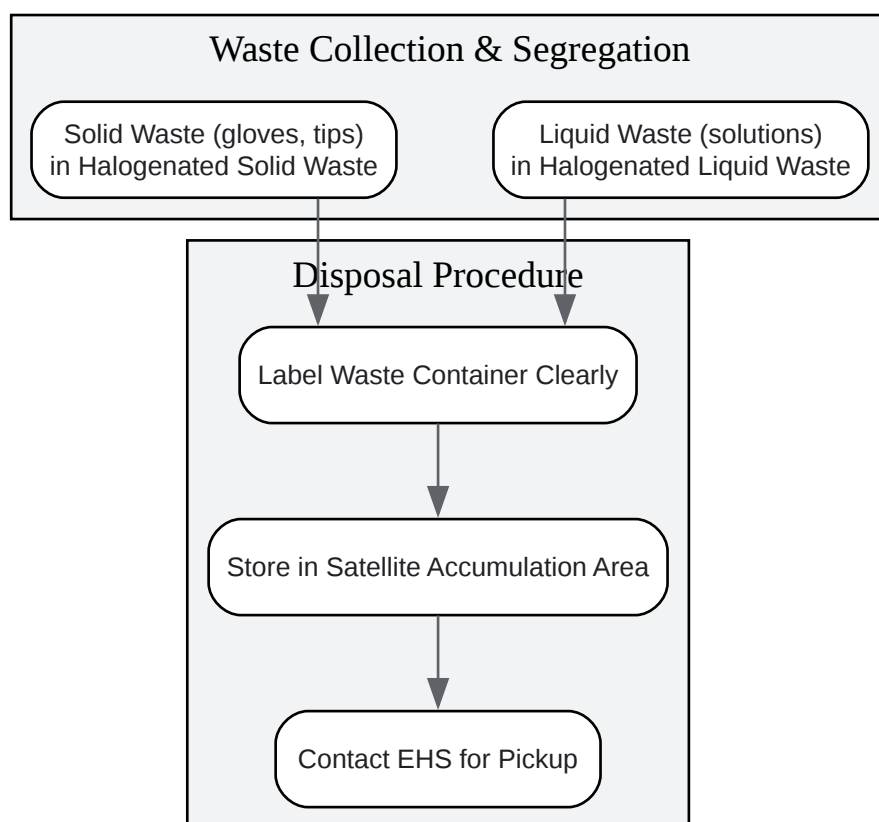 Waste Collection & Segregation
Solid Waste (gloves, tips)
in Halogenated Solid Waste
Liquid Waste (solutions)
in Halogenated Liquid Waste
Disposal Procedure
Label Waste Container Clearly
Store in Satellite Accumulation Area
Contact EHS for Pickup